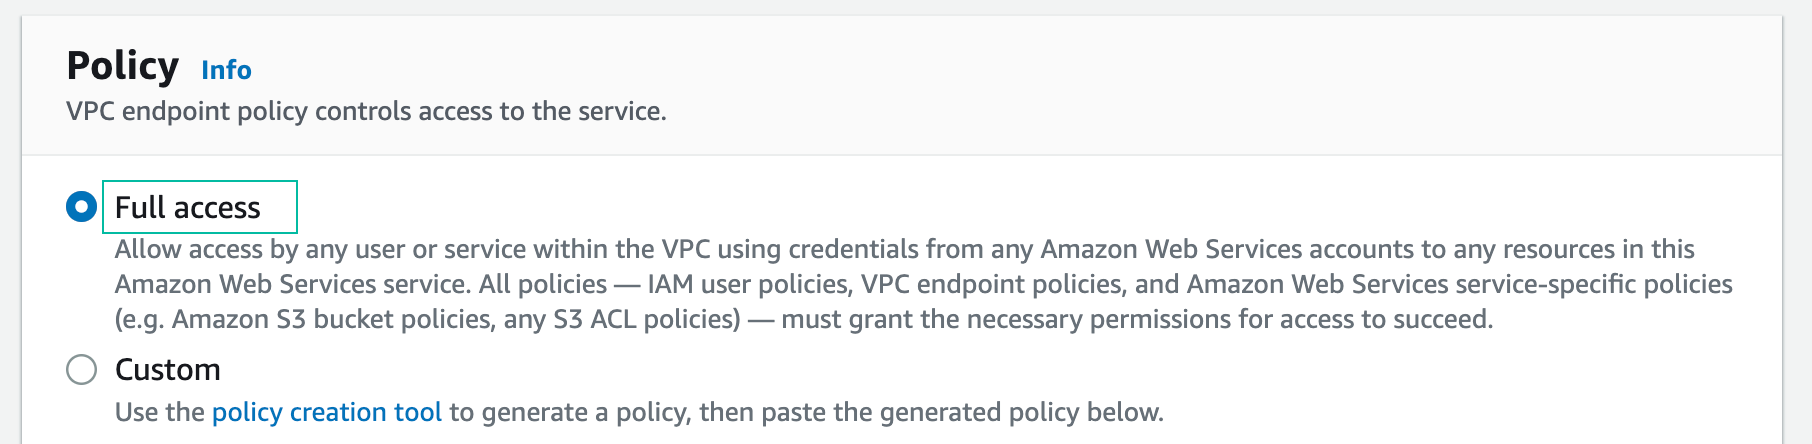 Policy Info
VPC endpoint policy controls access to the service.
Full access
Allow access by any user or service within the VPC using credentials from any Amazon Web Services accounts to any resources in this
Amazon Web Services service. All policies — IAM user policies, VPC endpoint policies, and Amazon Web Services service-specific policies
(e.g. Amazon S3 bucket policies, any S3 ACL policies) — must grant the necessary permissions for access to succeed.
Custom
Use the policy creation tool to generate a policy, then paste the generated policy below.